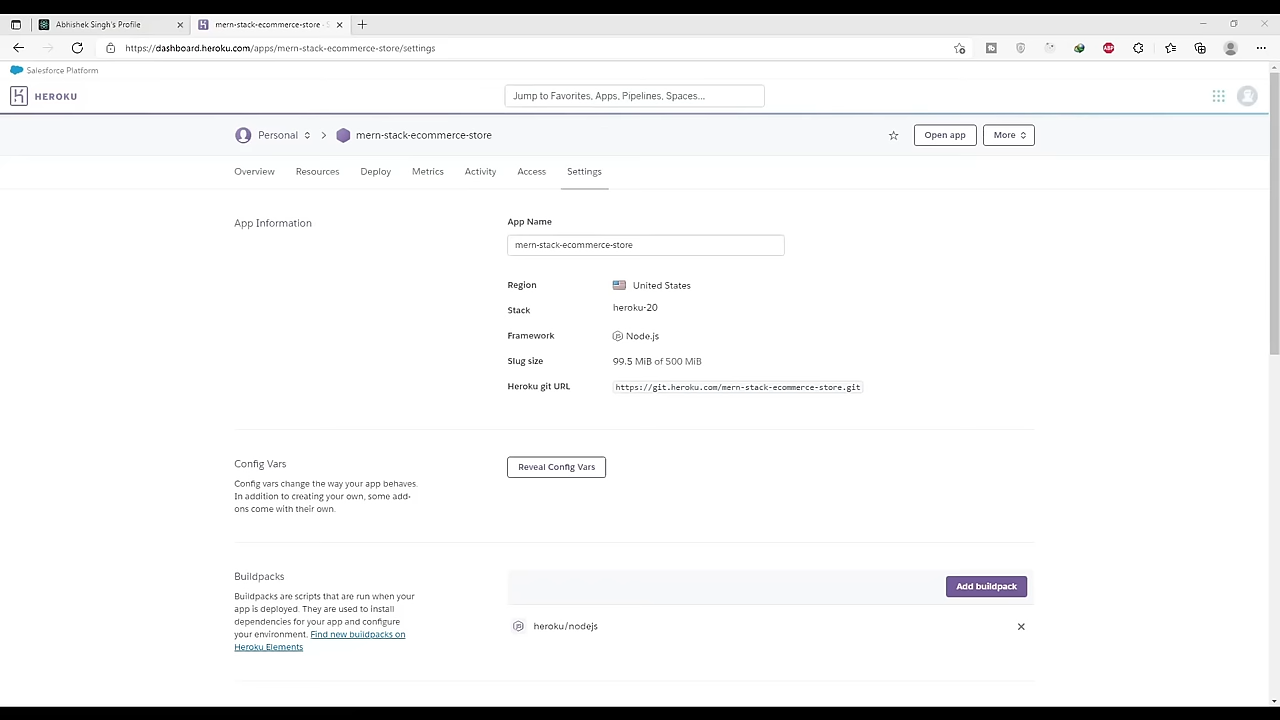 Abhishek Singh's Profile
mern-stack-ecommerce-store - S
https://dashboard.heroku.com/apps/mern-stack-ecommerce-store/settings
ABP
Salesforce Platform
HEROKU
Jump to Favorites, Apps, Pipelines, Spaces...
Personal
mern-stack-ecommerce-store
Open app
More
Overview
Resources
Deploy
Metrics
Activity
Access
Settings
App Information
App Name
mern-stack-ecommerce-store
Region
United States
Stack
heroku-20
Framework
Node.js
Slug size
99.5 MiB of 500 MiB
Heroku git URL
https://git.heroku.com/mern-stack-ecommerce-store.git
Config Vars
Config vars change the way your app behaves.
In addition to creating your own, some add-
ons come with their own.
Reveal Config Vars
Buildpacks
Buildpacks are scripts that are run when your
app is deployed. They are used to install
dependencies for your app and configure
your environment. Find new buildpacks on
Heroku Elements
Add buildpack
heroku/nodejs